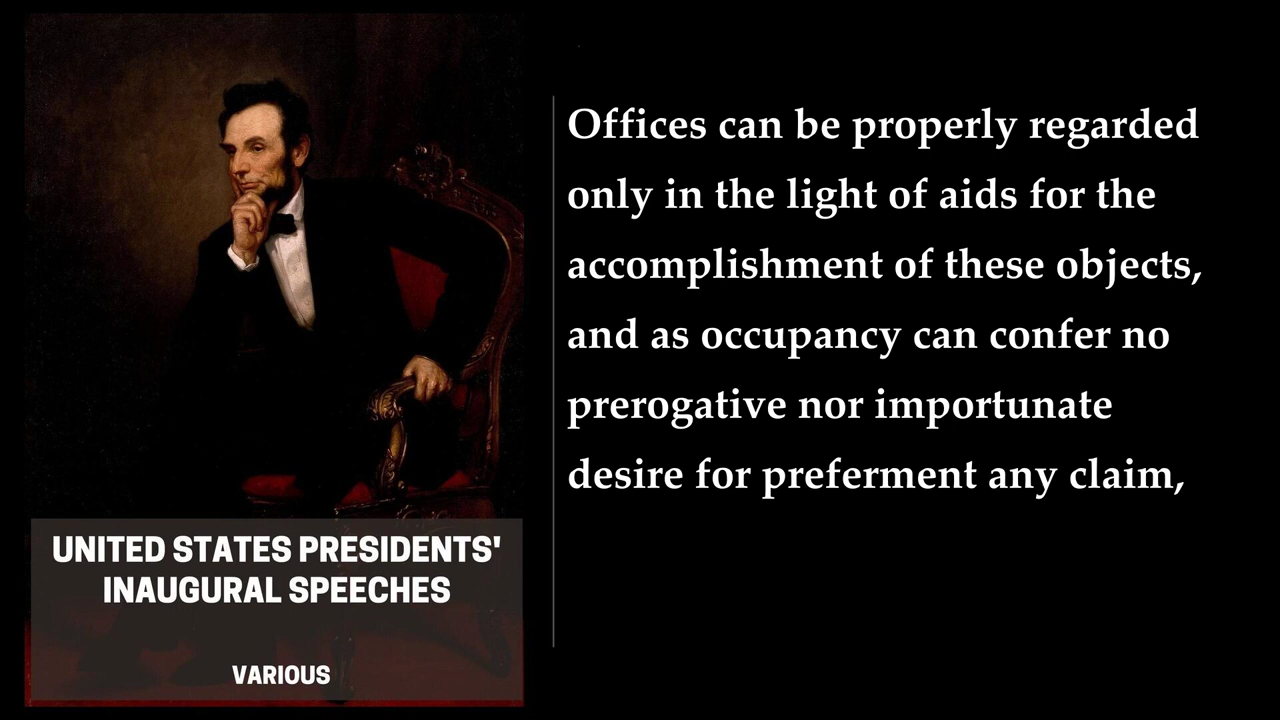 Offices can be properly regarded
only in the light of aids for the
accomplishment of these objects,
and as occupancy can confer no
prerogative nor importunate
desire for preferment any claim,
UNITED STATES PRESIDENTS'
INAUGURAL SPEECHES
VARIOUS